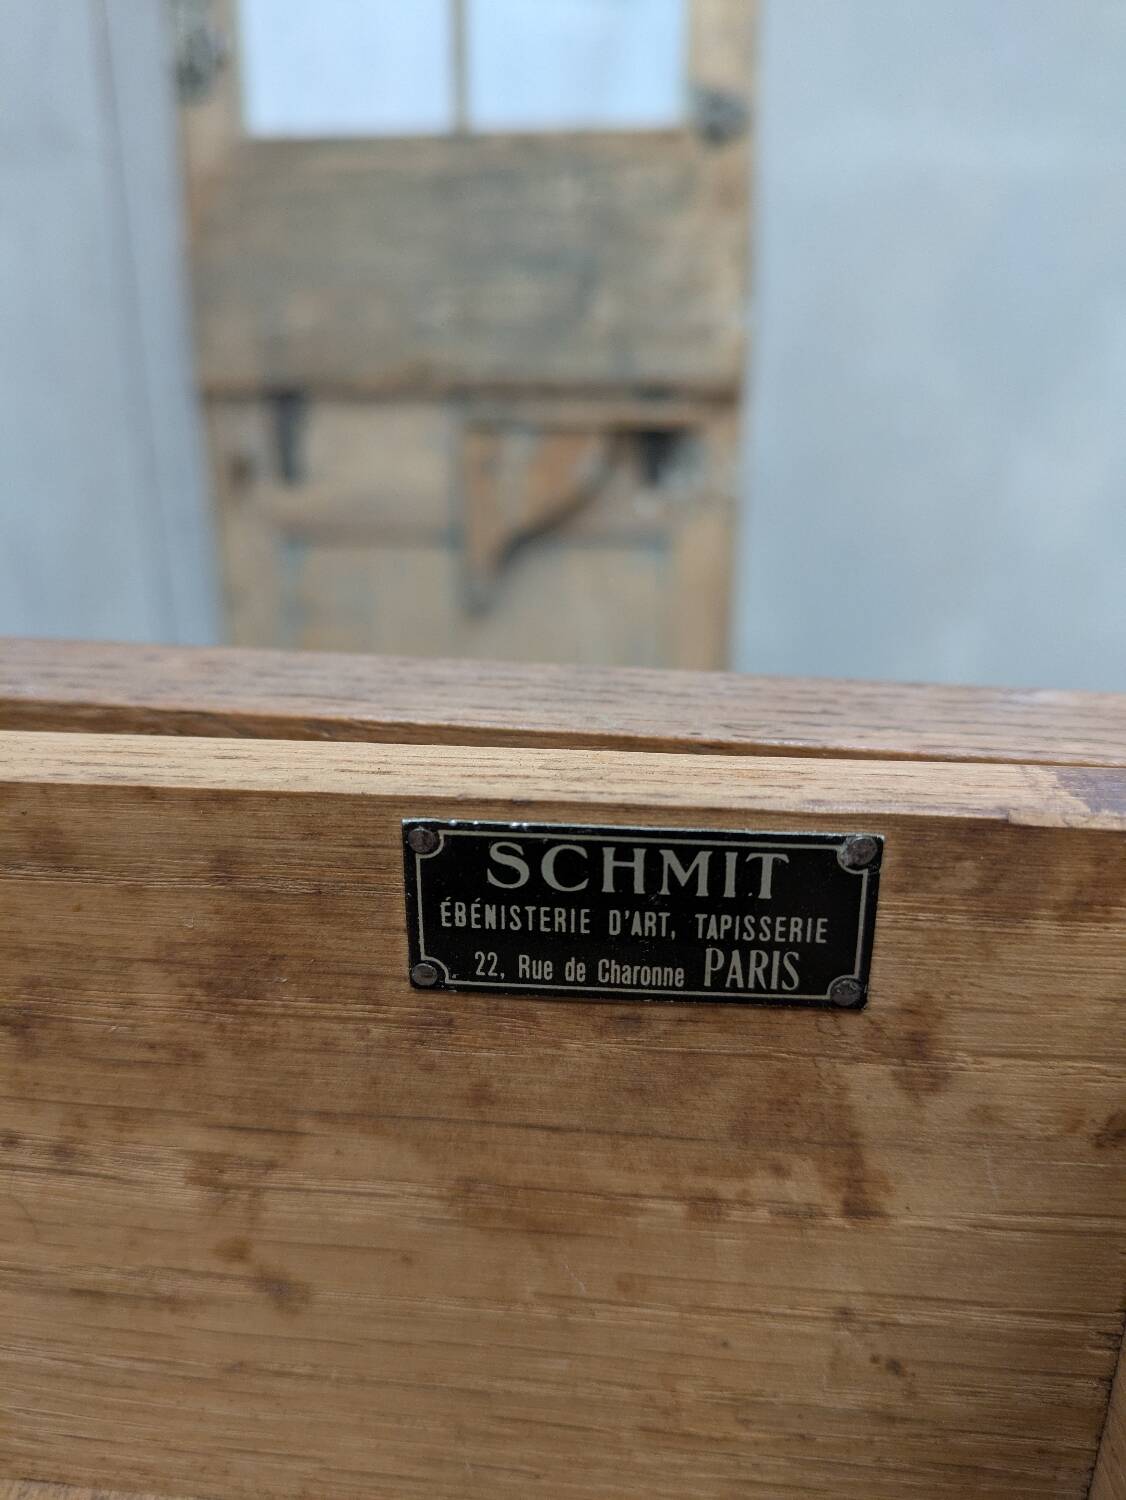 SCHMIT
ÉBÉNISTERIE D'ART, TAPISSERIE
22, Rue de Charonne PARIS